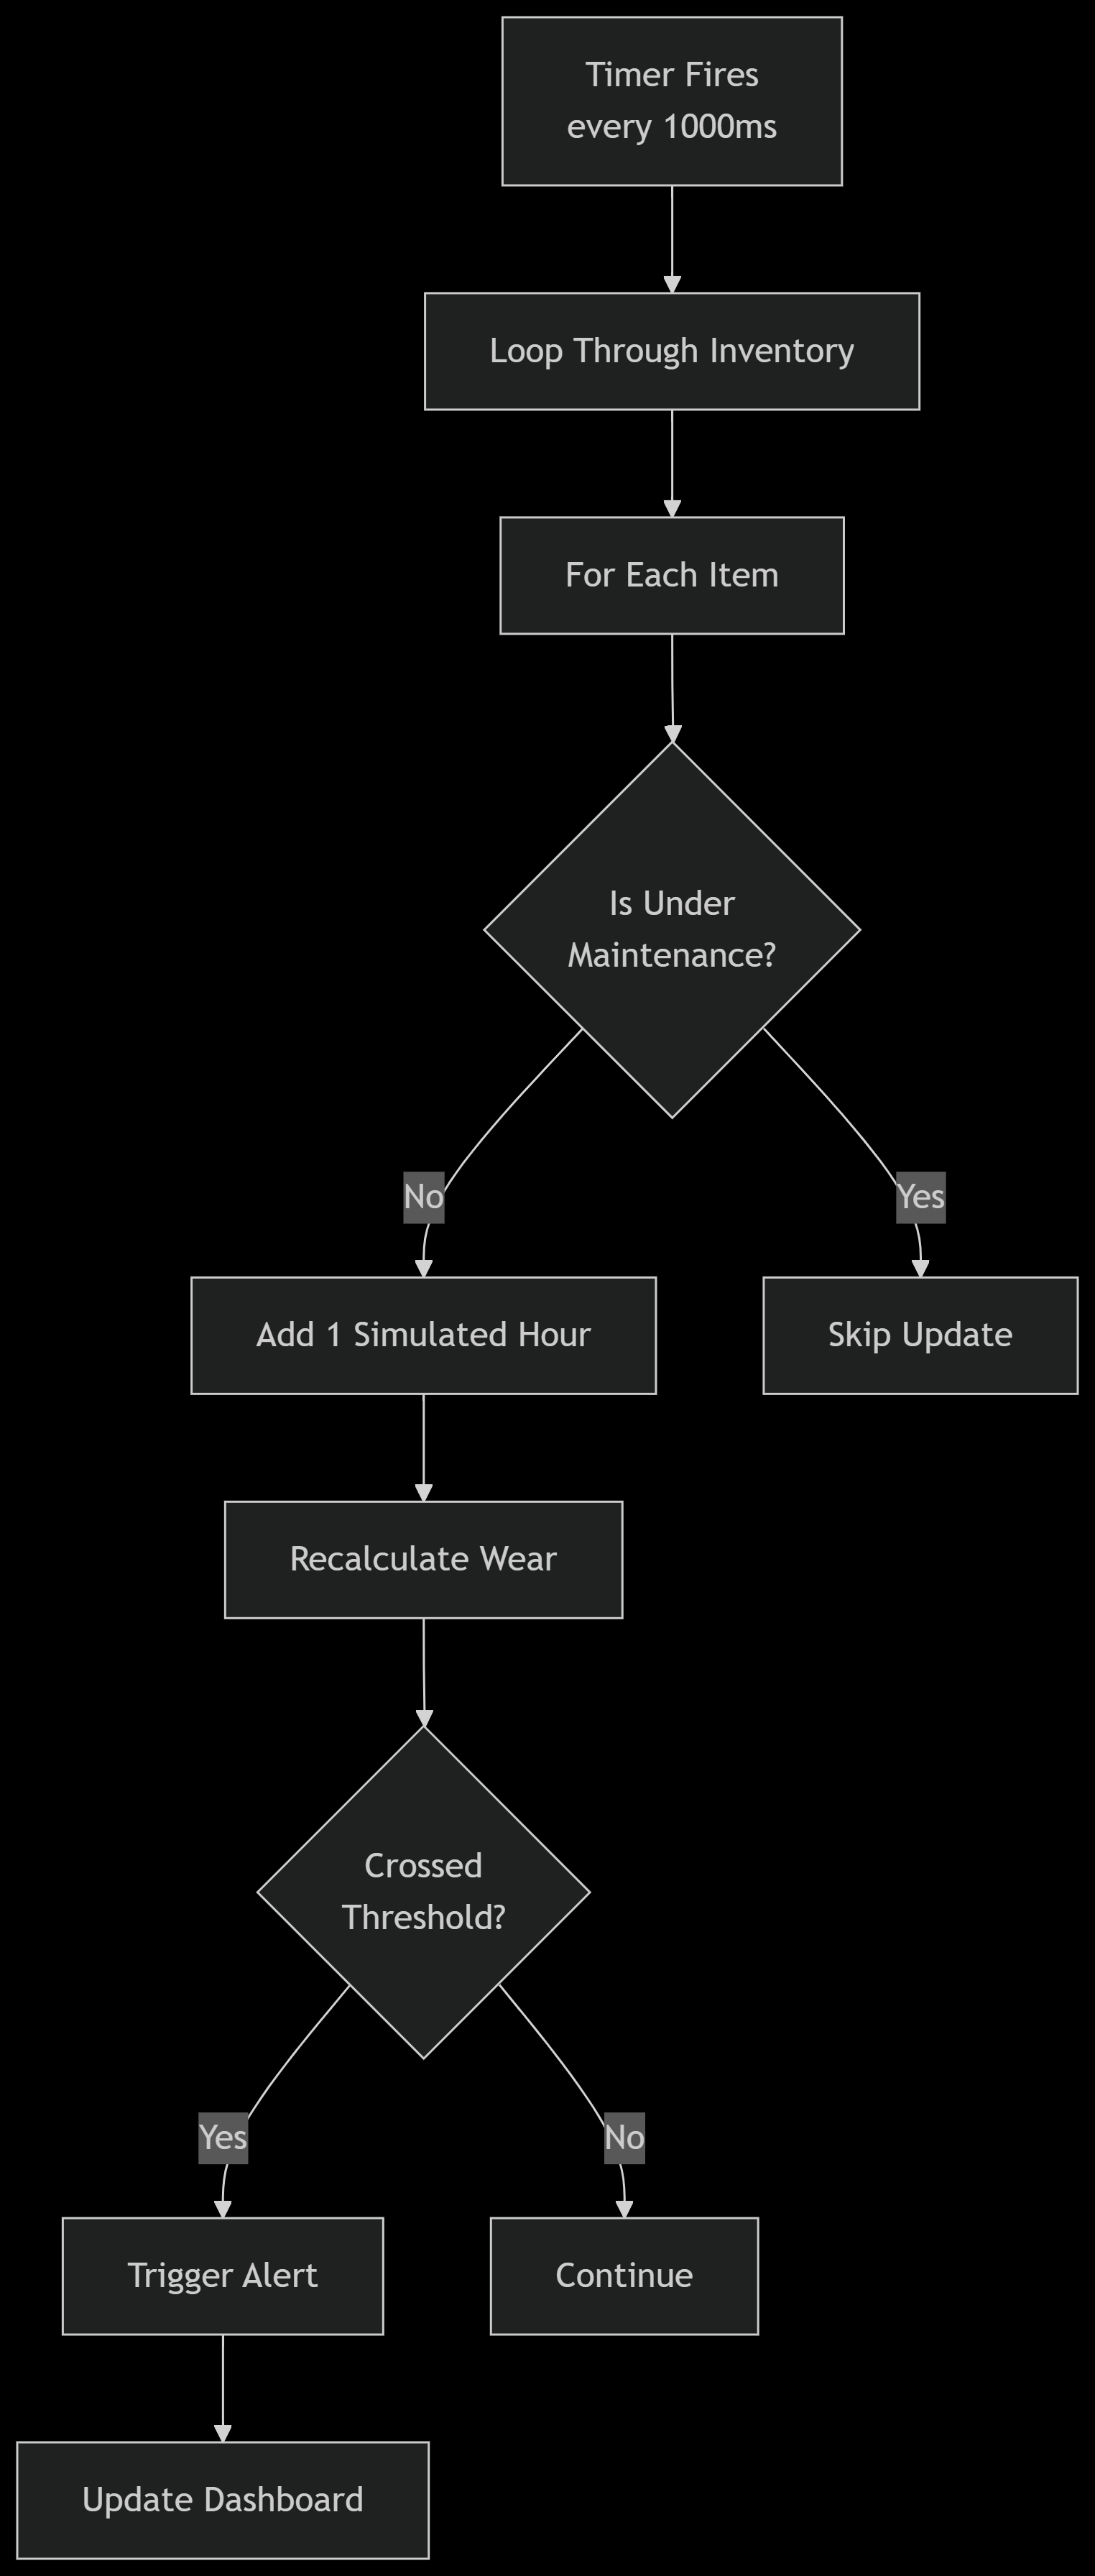 Timer Fires
every 1000ms
Loop Through Inventory
For Each Item
Is Under
Maintenance?
No
Yes
Add 1 Simulated Hour
Skip Update
Recalculate Wear
Crossed
Threshold?
Yes
No
Trigger Alert
Continue
Update Dashboard